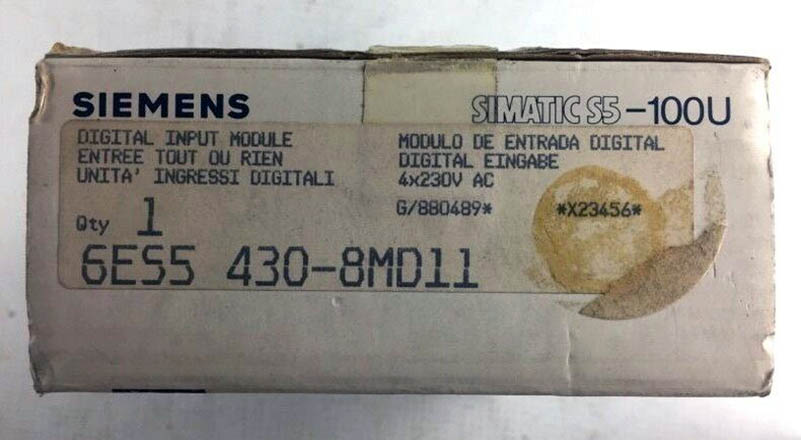 SIEMENS
SIMATIC S5-100U
DIGITAL INPUT MODULE
ENTREE TOUT OU RIEN
UNITA' INGRESSI DIGITALI
MODULO DE ENTRADA DIGITAL
DIGITAL EINGABE
4x230V AC
G/880489*
*X23456*
Qty 1
6ES5 430-8MD11